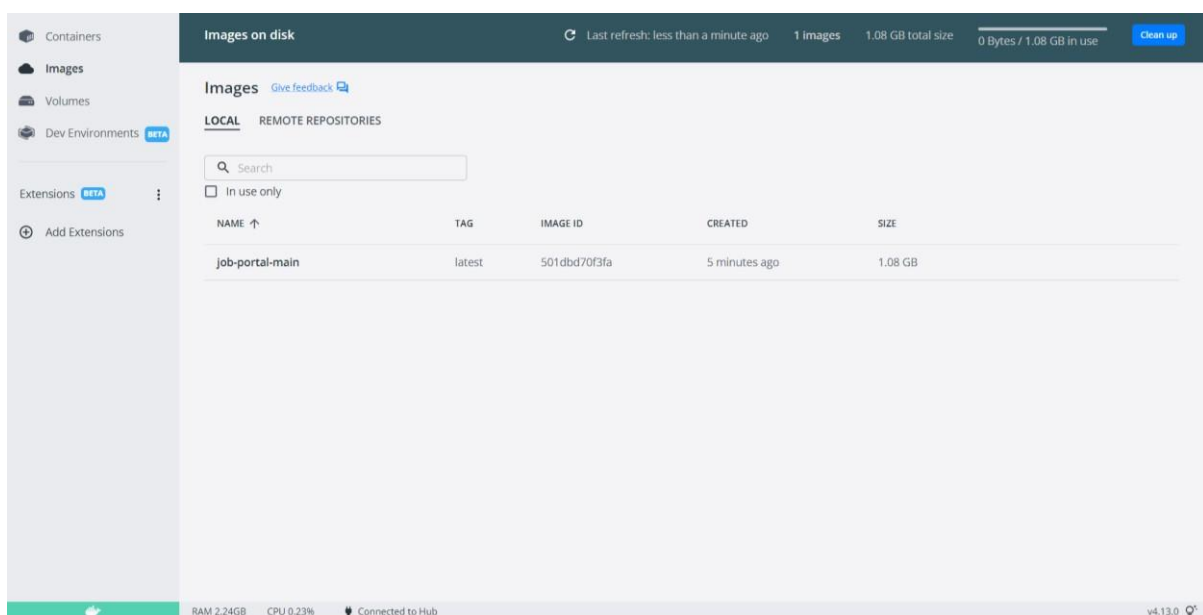 Containers
Images
Volumes
Dev Environments BETA
Extensions BETA
Add Extensions
Images on disk
Last refresh: less than a minute ago 1 images 1.08 GB total size 0 Bytes / 1.08 GB in use Clean up
Images Give feedback
LOCAL REMOTE REPOSITORIES
Search
In use only
NAME TAG IMAGE ID CREATED SIZE
job-portal-main latest 501dbd70f3fa 5 minutes ago 1.08 GB
RAM 2.24GB CPU 0.23% Connected to Hub v4.13.0